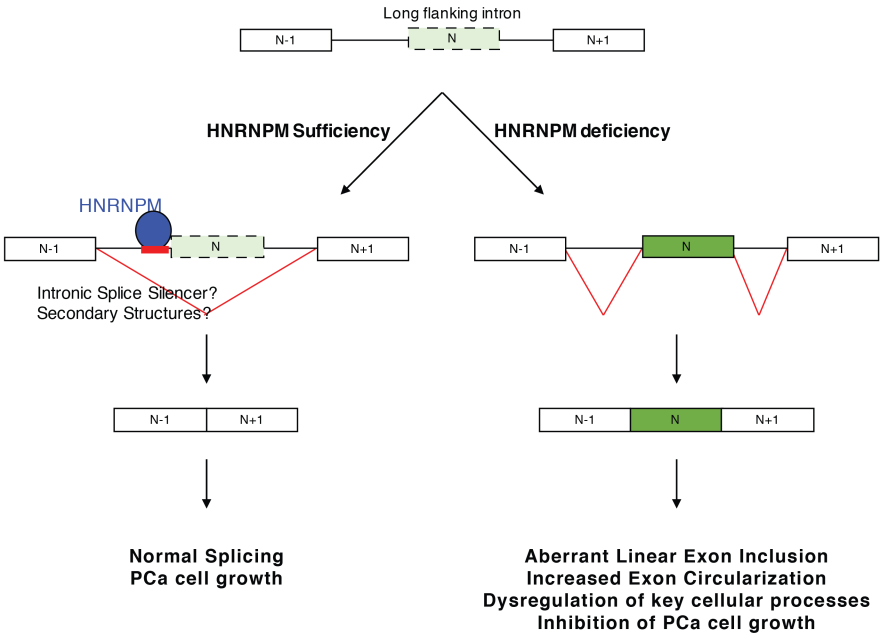 Long flanking intron
N-1
N
N+1
HNRNPM Sufficiency
HNRNPM deficiency
HNRNPM
N-1
N
N+1
N-1
N
N+1
Intronic Splice Silencer?
Secondary Structures?
N-1
N+1
N-1
N
N+1
Normal Splicing
PCa cell growth
Aberrant Linear Exon Inclusion
Increased Exon Circularization
Dysregulation of key cellular processes
Inhibition of PCa cell growth